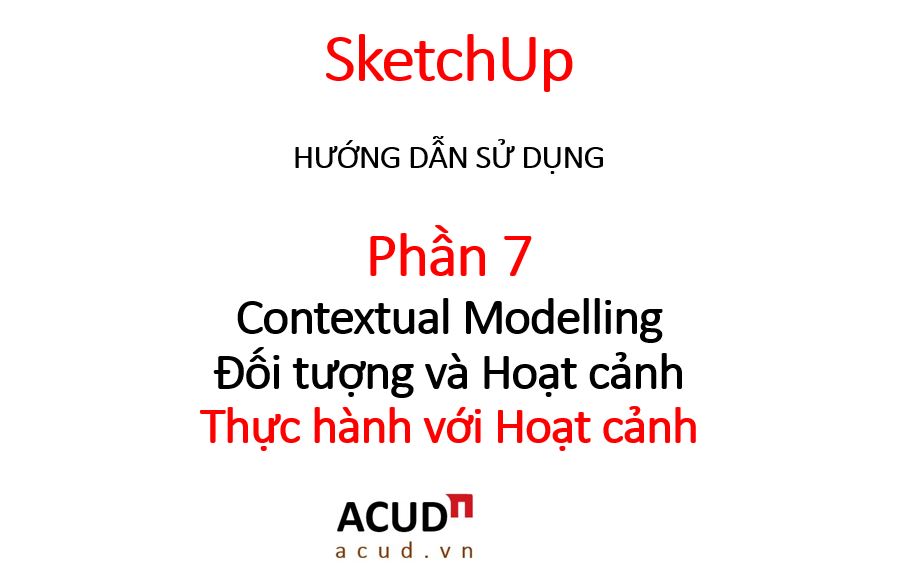 SketchUp
HƯỚNG DẪN SỬ DỤNG
Phần 7
Contextual Modelling
Đối tượng và Hoạt cảnh
Thực hành với Hoạt cảnh
ACUD
acud.vn